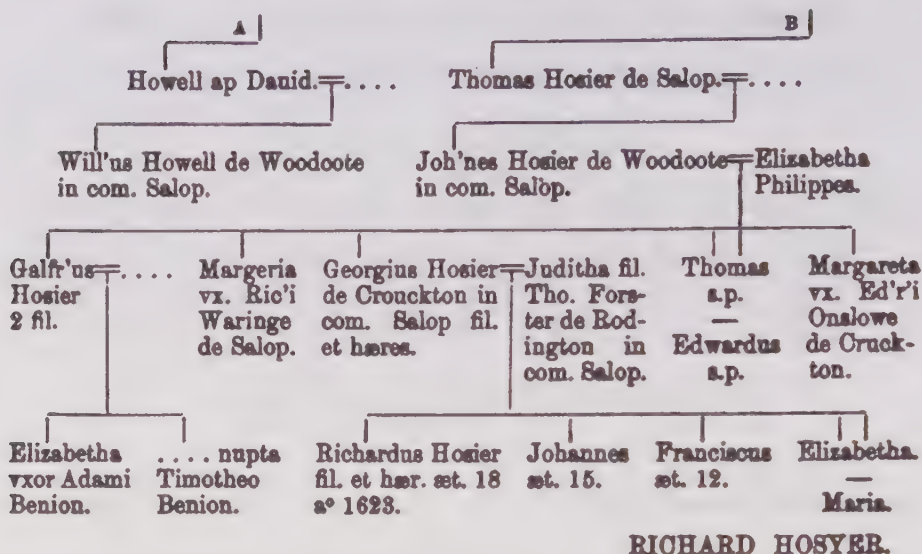 A
B
Howell ap Dauid. = . . . .
Thomas Hosier de Salop. = . . . .
Will'us Howell de Woodcote
in com. Salop.
Joh'nes Hosier de Woodcote = Elizabetha
in com. Salop.
Philippes.
Galfr'us = . . . .
Hosier
2 fil.
Margeria
vx. Ric'i
Waringe
de Salop.
Georgius Hosier =
de Crouckton in
com. Salop fil.
et hæres.
Juditha fil.
Tho. Fors-
ter de Rod-
ington in
com. Salop.
Thomas
s.p.
—
Edwardus
s.p.
Margareta
vx. Ed'r'i
Onslowe
de Cruck-
ton.
Elizabetha
vxor Adami
Benion.
. . . . nupta
Timotheo
Benion.
Richardus Hosier
fil. et hær. æt. 18
aº 1623.
Johannes
æt. 15.
Franciscus
æt. 12.
Elizabetha.
—
Maria.
RICHARD HOSYER.